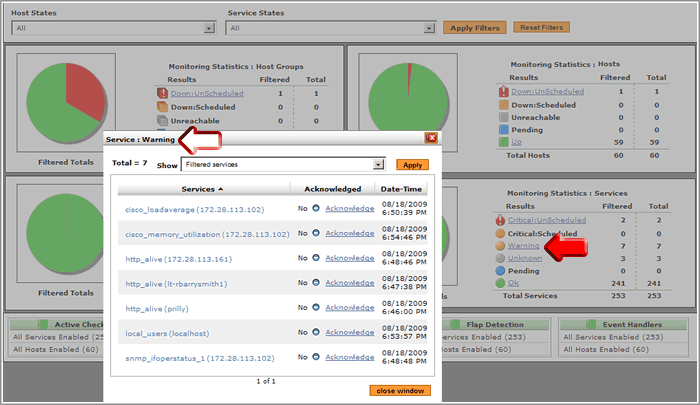 Host States
Service States
All
All
Apply Filters
Reset Filters
Monitoring Statistics : Host Groups
Results Filtered Total
Down:UnScheduled 1 1
Down:Scheduled 0 0
Unreachable
Filtered Totals
Monitoring Statistics : Hosts
Results Filtered Total
Down:UnScheduled 1 1
Down:Scheduled 0 0
Unreachable 0 0
Pending 0 0
Up 59 59
Total Hosts 60 60
Filtered Totals
Service : Warning
Total = 7 Show Filtered services Apply
Services Acknowledged Date-Time
cisco_loadaverage (172.28.113.102) No Acknowledge 08/18/2009
6:50:39 PM
cisco_memory_utilization (172.28.113.102) No Acknowledge 08/18/2009
6:54:46 PM
http_alive (172.28.113.161) No Acknowledge 08/18/2009
6:48:46 PM
http_alive (lt-rbarrysmith1) No Acknowledge 08/18/2009
6:47:38 PM
http_alive (prilly) No Acknowledge 08/18/2009
6:46:00 PM
local_users (localhost) No Acknowledge 08/18/2009
6:53:57 PM
snmp_ifoperstatus_1 (172.28.113.102) No Acknowledge 08/18/2009
6:48:48 PM
1 of 1
close window
Filtered Totals
Monitoring Statistics : Services
Results Filtered Total
Critical:UnScheduled 2 2
Critical:Scheduled 0 0
Warning 7 7
Unknown 3 3
Pending 0 0
Ok 241 241
Total Services 253 253
Active Check
All Services Enabled (253)
All Hosts Enabled (60)
Flap Detection
All Services Enabled (253)
All Hosts Enabled (60)
Event Handlers
All Services Enabled (253)
All Hosts Enabled (60)